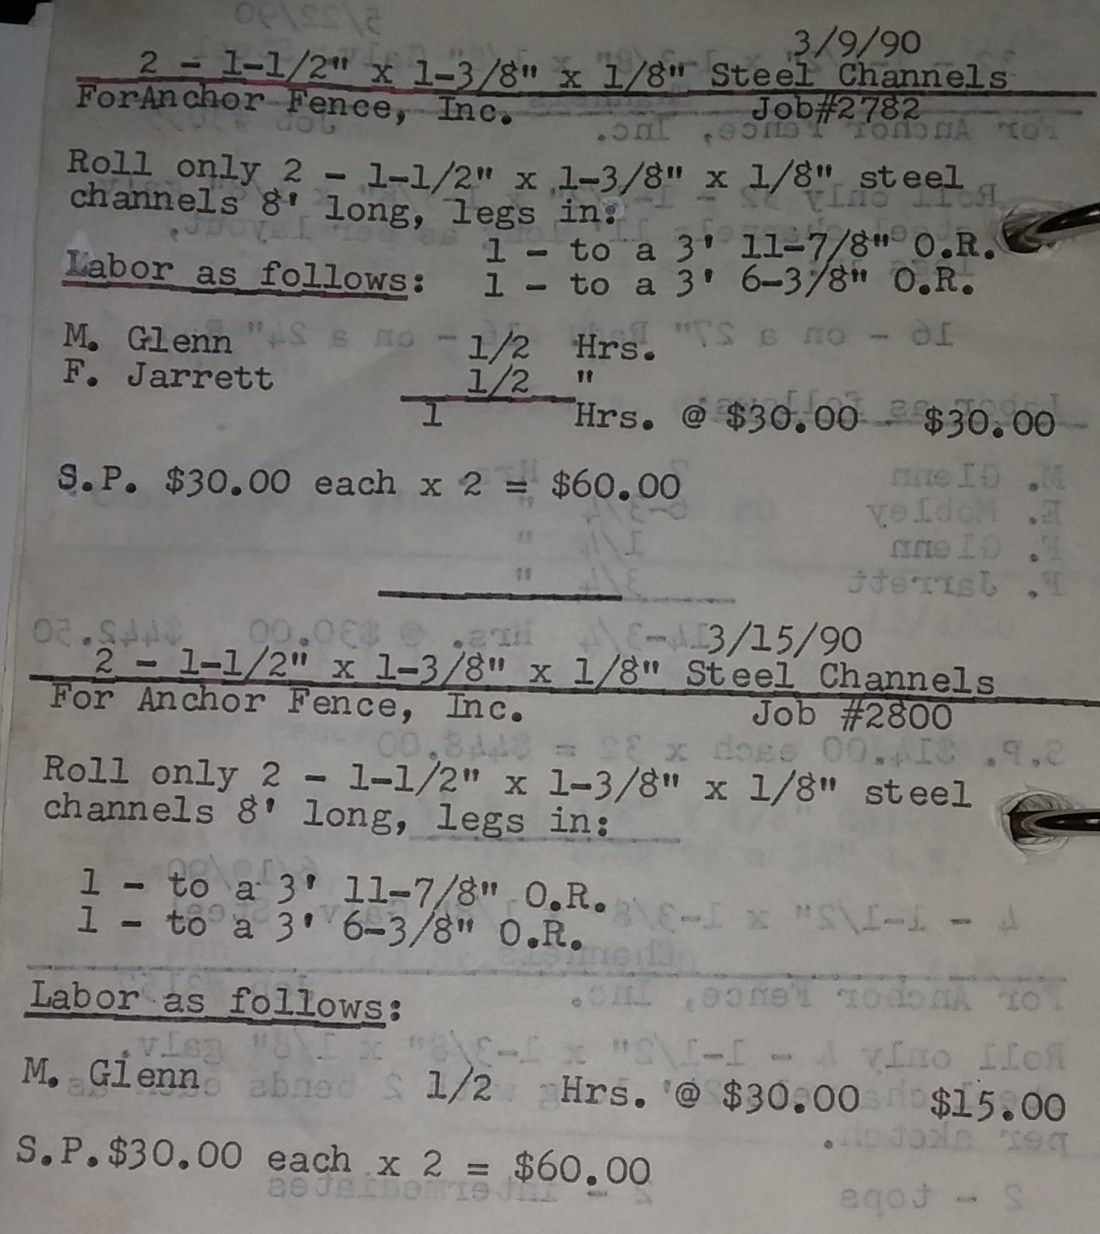 3/9/90
2 - 1-1/2" x 1-3/8" x 1/8" Steel Channels
ForAnchor Fence, Inc. Job#2782
Roll only 2 - 1-1/2" x 1-3/8" x 1/8" steel
channels 8' long, legs in:
1 - to a 3' 11-7/8" O.R.
Labor as follows: 1 - to a 3' 6-3/8" O.R.
M. Glenn 1/2 Hrs.
F. Jarrett 1/2 "
1 Hrs. @ $30.00 $30.00
S.P. $30.00 each x 2 = $60.00
3/15/90
2 - 1-1/2" x 1-3/8" x 1/8" Steel Channels
For Anchor Fence, Inc. Job #2800
Roll only 2 - 1-1/2" x 1-3/8" x 1/8" steel
channels 8' long, legs in:
1 - to a 3' 11-7/8" O.R.
1 - to a 3' 6-3/8" O.R.
Labor as follows:
M. Glenn 1/2 Hrs. @ $30.00 $15.00
S.P.$30.00 each x 2 = $60.00